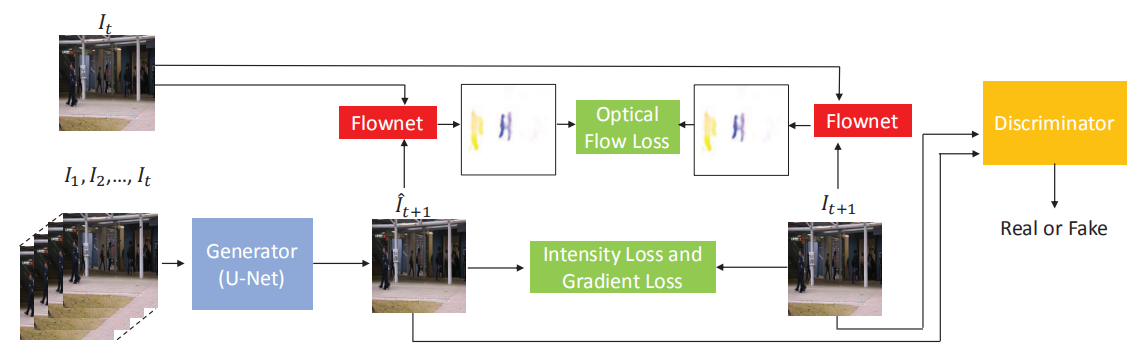 I_t
Flownet
Optical
Flow Loss
Flownet
Discriminator
I_1, I_2,..., I_t
Î_{t+1}
I_{t+1}
Real or Fake
Generator
(U-Net)
Intensity Loss and
Gradient Loss